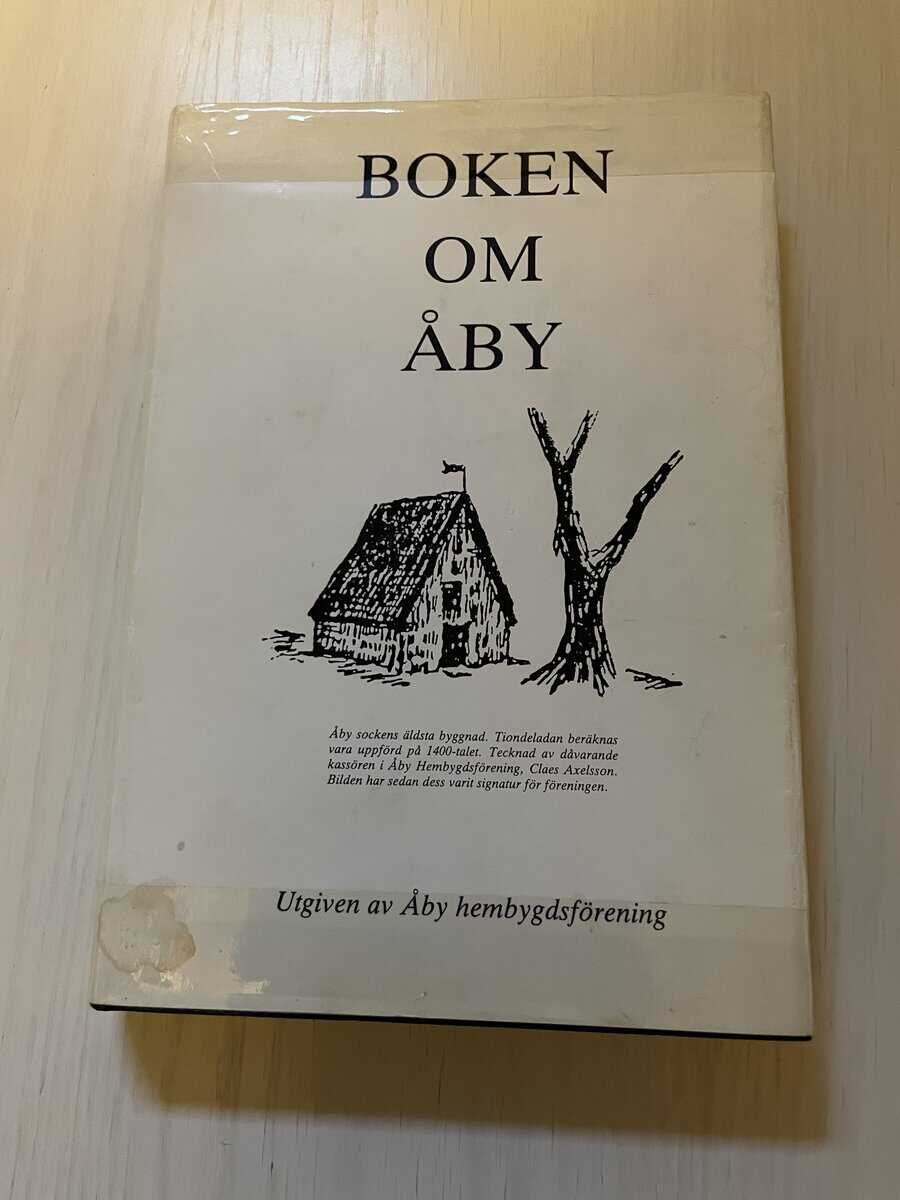 BOKEN
OM
ÅBY
Åby sockens äldsta byggnad. Tiondeladan beräknas
vara uppförd på 1400-talet. Tecknad av dåvarande
kassören i Åby Hembygdsförening, Claes Axelsson.
Bilden har sedan dess varit signatur för föreningen.
Utgiven av Åby hembygdsförening